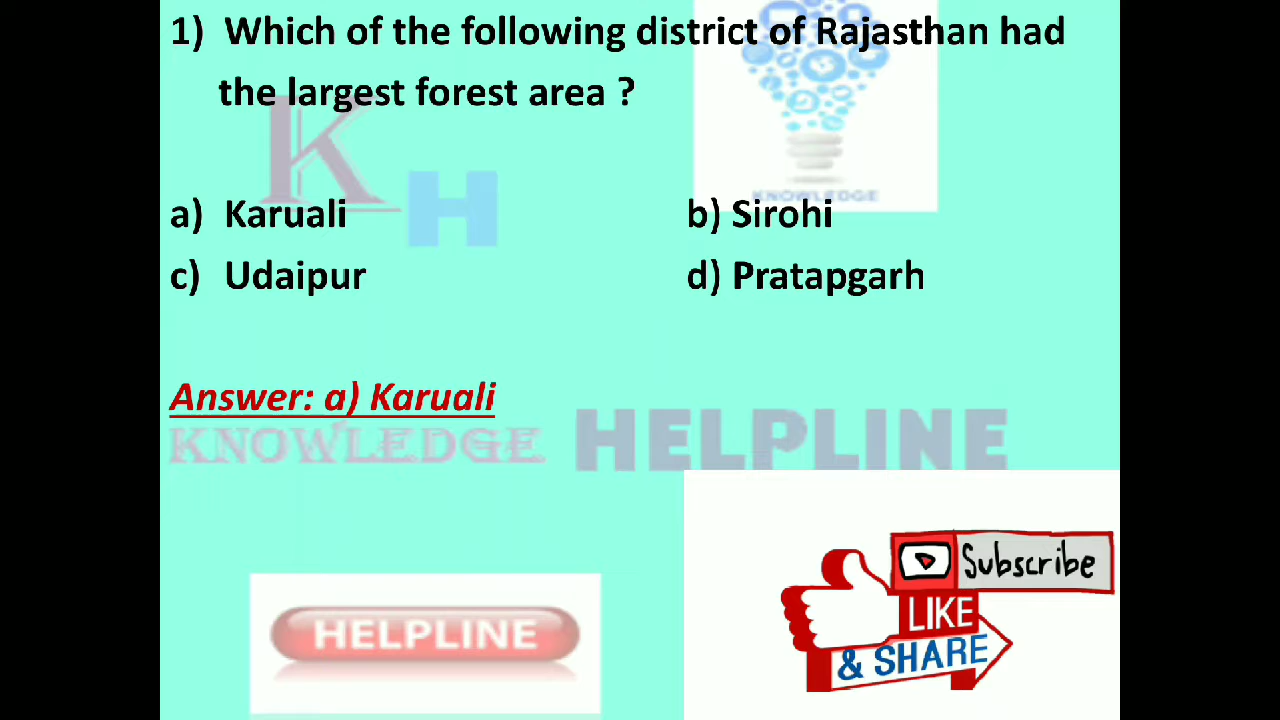 1) Which of the following district of Rajasthan had
the largest forest area ?
K
H
KNOWLEDGE
a) Karuali b) Sirohi
c) Udaipur d) Pratapgarh
Answer: a) Karuali
KNOWLEDGE HELPLINE
Subscribe
LIKE
HELPLINE
& SHARE